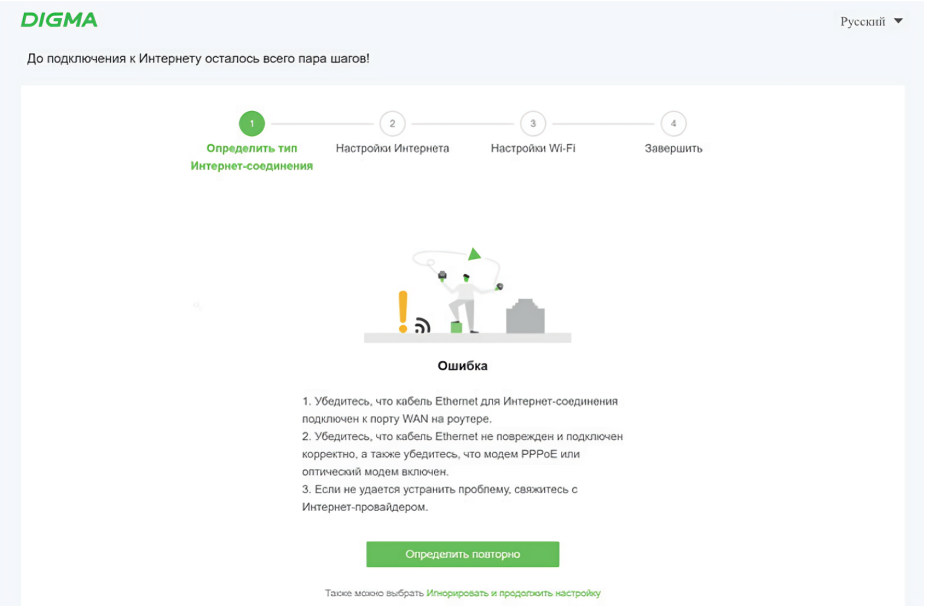 DIGMA
Русский
До подключения к Интернету осталось всего пара шагов!
1 2 3 4
Определить тип Настройки Интернета Настройки Wi-Fi Завершить
Интернет-соединения
Ошибка
1. Убедитесь, что кабель Ethernet для Интернет-соединения
подключен к порту WAN на роутере.
2. Убедитесь, что кабель Ethernet не поврежден и подключен
корректно, а также убедитесь, что модем PPPoE или
оптический модем включен.
3. Если не удается устранить проблему, свяжитесь с
Интернет-провайдером.
Определить повторно
Также можно выбрать Игнорировать и продолжить настройку